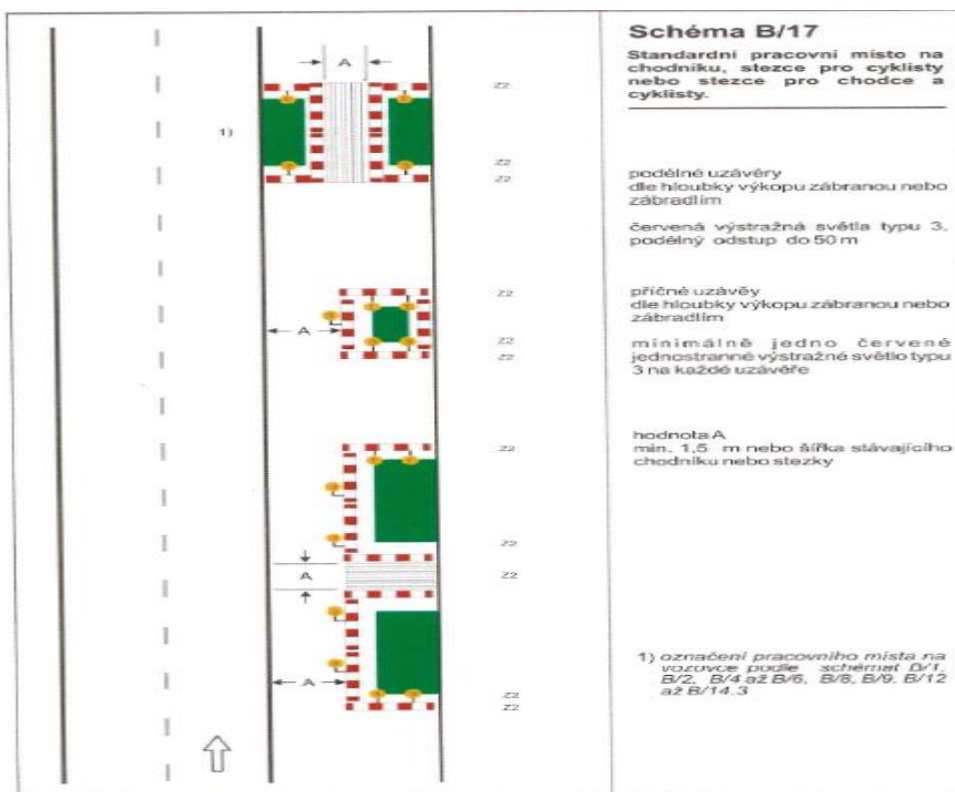 Schéma B/17
Standardní pracovní místo na
chodníku, stezce pro cyklisty
nebo stezce pro chodce a
cyklisty.
A
Z2
1)
Z2
Z2
podélné uzávěry
dle hloubky výkopu zábranou nebo
zábradlím
červená výstražná světla typu 3,
podélný odstup do 50 m
Z2
A
Z2
Z2
příčné uzávěy
dle hloubky výkopu zábranou nebo
zábradlím
minimálně jedno červené
jednostranné výstražné světlo typu
3 na každé uzávěře
Z2
hodnota A
min. 1,5 m nebo šířka stávajícího
chodníku nebo stezky
Z2
A
Z2
A
Z2
Z2
1) označení pracovního místa na
vozovce podle schémat B/1,
B/2, B/4 až B/6, B/8, B/9, B/12
až B/14.3